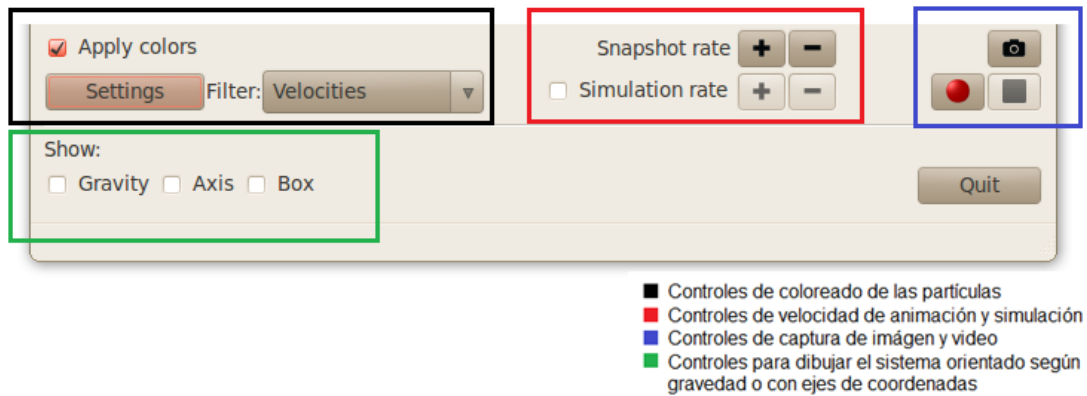 Apply colors
Snapshot rate
Settings Filter: Velocities
Simulation rate
Show:
Gravity Axis Box
Quit
Controles de coloreado de las partículas
Controles de velocidad de animación y simulación
Controles de captura de imágen y video
Controles para dibujar el sistema orientado según
gravedad o con ejes de coordenadas